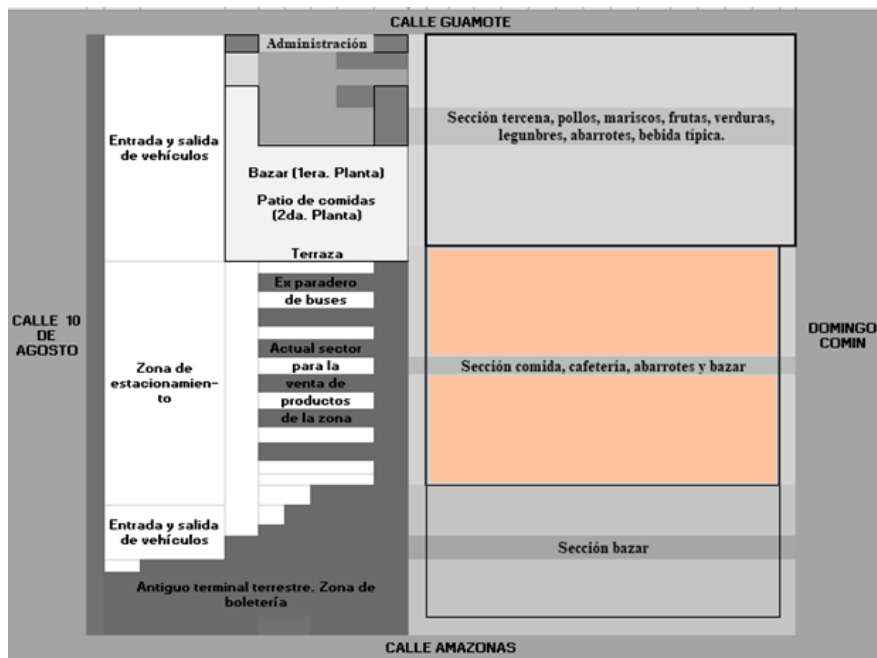 CALLE GUAMOTE
Administración
Sección tercena, pollos, mariscos, frutas, verduras,
legunbres, abarrotes, bebida típica.
Entrada y salida
de vehículos
Bazar (1era. Planta)
Patio de comidas
(2da. Planta)
Terraza
Ex paradero
de buses
CALLE 10
DE
AGOSTO
DOMINGO
COMIN
Zona de
estacionamien-
to
Actual sector
para la
venta de
productos
de la zona
Sección comida, cafetería, abarrotes y bazar
Entrada y salida
de vehículos
Sección bazar
Antiguo terminal terrestre. Zona de
boletería
CALLE AMAZONAS